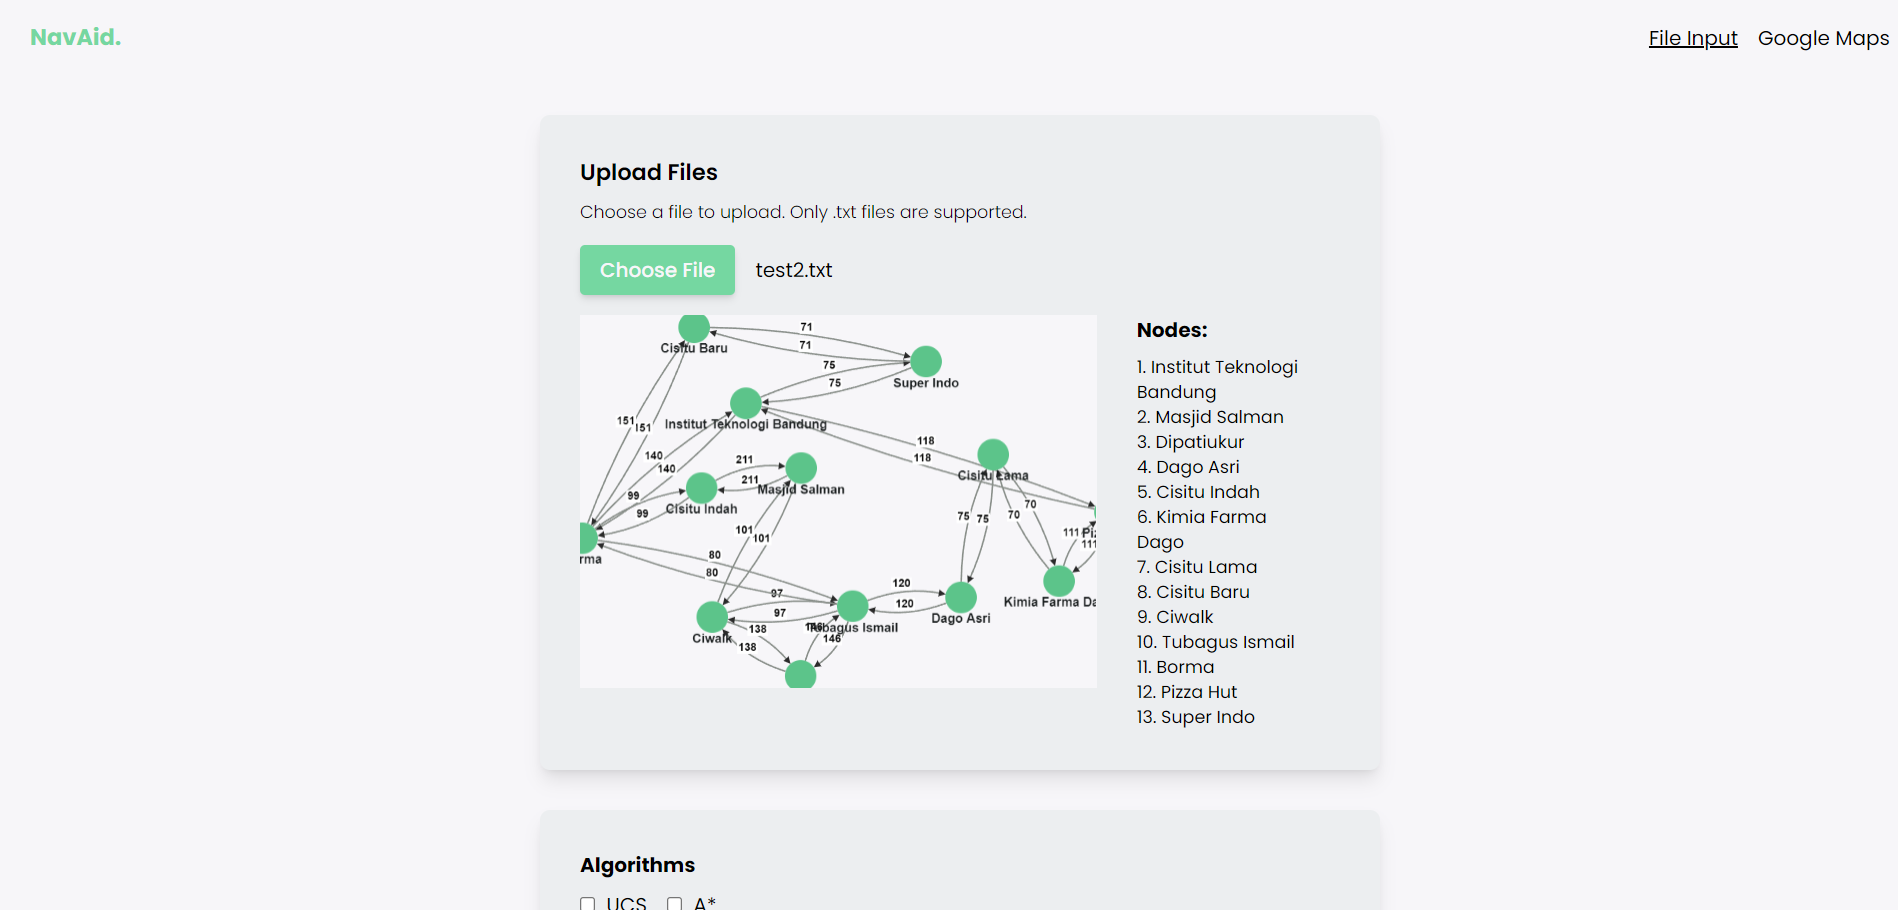 NavAid.
File Input
Google Maps
Upload Files
Choose a file to upload. Only .txt files are supported.
Choose File
test2.txt
71
Cisitu Baru
71
75
Super Indo
75
151
151
Institut Teknologi Bandung
118
118
140
140
211
211
Masjid Salman
Cisitu Lama
99
99
Cisitu Indah
75
75
70
70
101
101
111
111
rma
80
80
97
97
120
120
Kimia Farma Da
Dago Asri
Tubagus Ismail
Ciwalk
138
138
146
146
Nodes:
1. Institut Teknologi
Bandung
2. Masjid Salman
3. Dipatiukur
4. Dago Asri
5. Cisitu Indah
6. Kimia Farma
Dago
7. Cisitu Lama
8. Cisitu Baru
9. Ciwalk
10. Tubagus Ismail
11. Borma
12. Pizza Hut
13. Super Indo
Algorithms
UCS
A*